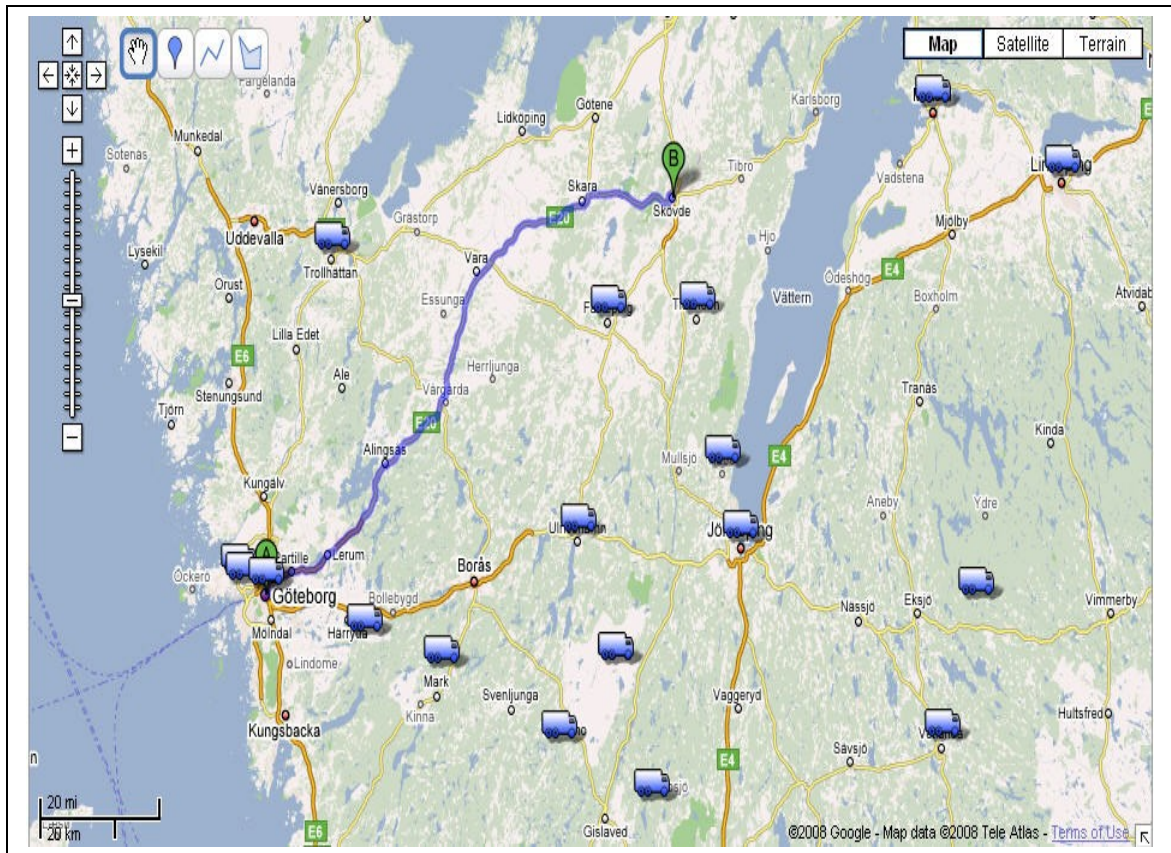 Map
Satellite
Terrain
Färgelanda
Munkedal
Sotenäs
Lidköping
Götene
Karlsborg
Vänersborg
Grästorp
Skara
B
Tibro
Skövde
Vadstena
Uddevalla
E20
Mjölby
Lysekil
Trollhättan
Vara
Hjo
E4
Ödeshög
Orust
Essunga
Vättern
Boxholm
Åtvidab
Lilla Edet
E6
Herrljunga
Ale
Stenungsund
Tjörn
Vårgarda
Tranås
E20
Kinda
Alingsås
Mullsjö
E4
Kungälv
Aneby
Ydre
A
Lerum
Öckerö
Borås
Göteborg
Bollebygd
Nässjö
Eksjö
Vimmerby
Mölndal
Härryda
Lindome
Mark
Svenljunga
Kinna
Vaggeryd
Hultsfred
Kungsbacka
Sävsjö
n
E4
20 mi
20 km
E6
Gislaved
©2008 Google - Map data ©2008 Tele Atlas - Terms of Use